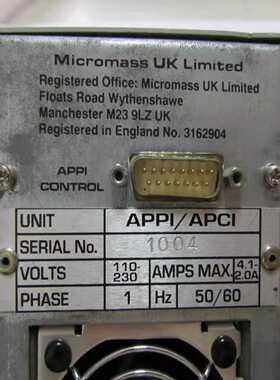 Micromass UK Limited
Registered Office: Micromass UK Limited
Floats Road Wythenshawe
Manchester M23 9LZ UK
Registered in England No. 3162904
APPI
CONTROL
UNIT APPI/APCI
SERIAL No. 1004
VOLTS 110-230 AMPS MAX 4.1-2.0A
PHASE 1 Hz 50/60